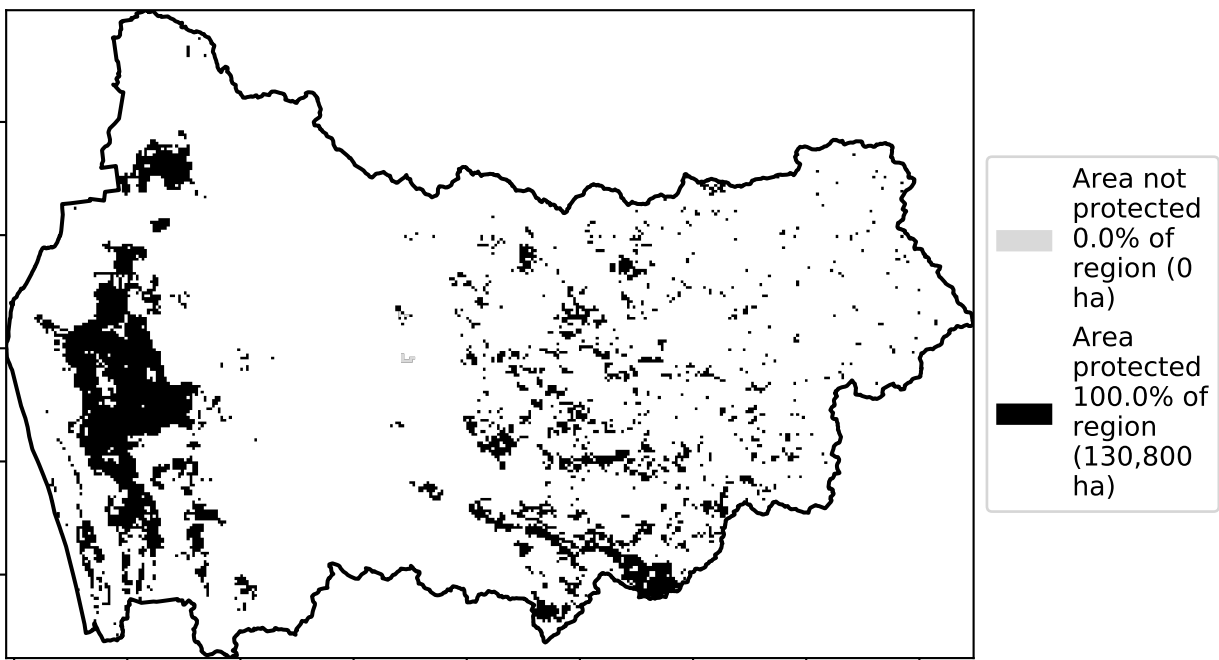 Area not
protected
0.0% of
region (0
ha)
Area
protected
100.0% of
region
(130,800
ha)